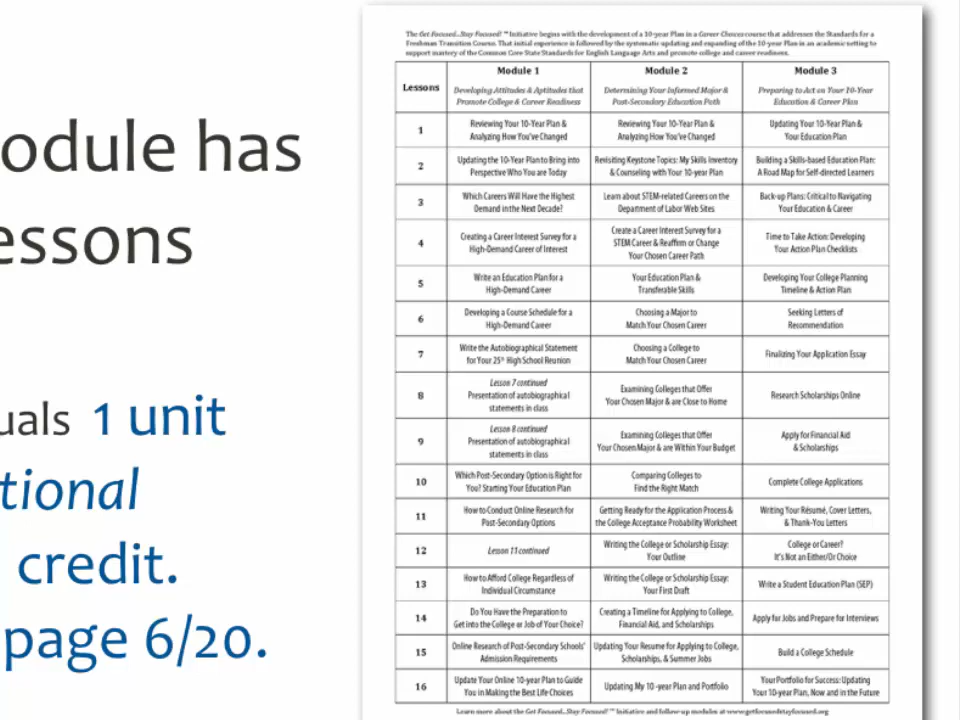 odule has
essons
uals 1 unit
tional
credit.
page 6/20.
The Get Focused...Stay Focused! ™ Initiative begins with the development of a 10-year Plan in a Career Choices course that addresses the Standards for a
Freshman Transition Course. That initial experience is followed by the systematic updating and expanding of the 10-year Plan in an academic setting to
support mastery of the Common Core State Standards for English Language Arts and promote college and career readiness.
Lessons
Module 1
Developing Attitudes & Aptitudes that
Promote College & Career Readiness
Module 2
Determining Your Informed Major &
Post-Secondary Education Path
Module 3
Preparing to Act on Your 10-Year
Education & Career Plan
1
Reviewing Your 10-Year Plan &
Analyzing How You've Changed
Reviewing Your 10-Year Plan &
Analyzing How You've Changed
Updating Your 10-Year Plan &
Your Education Plan
2
Updating the 10-Year Plan to Bring into
Perspective Who You are Today
Revisiting Keystone Topics: My Skills Inventory
& Counseling with Your 10-year Plan
Building a Skills-based Education Plan:
A Road Map for Self-directed Learners
3
Which Careers Will Have the Highest
Demand in the Next Decade?
Learn about STEM-related Careers on the
Department of Labor Web Sites
Back-up Plans: Critical to Navigating
Your Education & Career
4
Creating a Career Interest Survey for a
High-Demand Career of Interest
Create a Career Interest Survey for a
STEM Career & Reaffirm or Change
Your Chosen Career Path
Time to Take Action: Developing
Your Action Plan Checklists
5
Write an Education Plan for a
High-Demand Career
Your Education Plan &
Transferable Skills
Developing Your College Planning
Timeline & Action Plan
6
Developing a Course Schedule for a
High-Demand Career
Choosing a Major to
Match Your Chosen Career
Seeking Letters of
Recommendation
7
Write the Autobiographical Statement
for Your 25th High School Reunion
Choosing a College to
Match Your Chosen Career
Finalizing Your Application Essay
8
Lesson 7 continued
Presentation of autobiographical
statements in class
Examining Colleges that Offer
Your Chosen Major & are Close to Home
Research Scholarships Online
9
Lesson 8 continued
Presentation of autobiographical
statements in class
Examining Colleges that Offer
Your Chosen Major & are Within Your Budget
Apply for Financial Aid
& Scholarships
10
Which Post-Secondary Option is Right for
You? Starting Your Education Plan
Comparing Colleges to
Find the Right Match
Complete College Applications
11
How to Conduct Online Research for
Post-Secondary Options
Getting Ready for the Application Process &
the College Acceptance Probability Worksheet
Writing Your Résumé, Cover Letters,
& Thank-You Letters
12
Lesson 11 continued
Writing the College or Scholarship Essay:
Your Outline
College or Career?
It's Not an Either/Or Choice
13
How to Afford College Regardless of
Individual Circumstance
Writing the College or Scholarship Essay:
Your First Draft
Write a Student Education Plan (SEP)
14
Do You Have the Preparation to
Get into the College or Job of Your Choice?
Creating a Timeline for Applying to College,
Financial Aid, and Scholarships
Apply for Jobs and Prepare for Interviews
15
Online Research of Post-Secondary Schools'
Admission Requirements
Updating Your Resume for Applying to College,
Scholarships, & Summer Jobs
Build a College Schedule
16
Update Your Online 10-year Plan to Guide
You in Making the Best Life Choices
Updating My 10 -year Plan and Portfolio
Your Portfolio for Success: Updating
Your 10-year Plan, Now and in the Future
Learn more about the Get Focused...Stay Focused! ™ Initiative and follow-up modules at www.getfocusedstayfocused.org